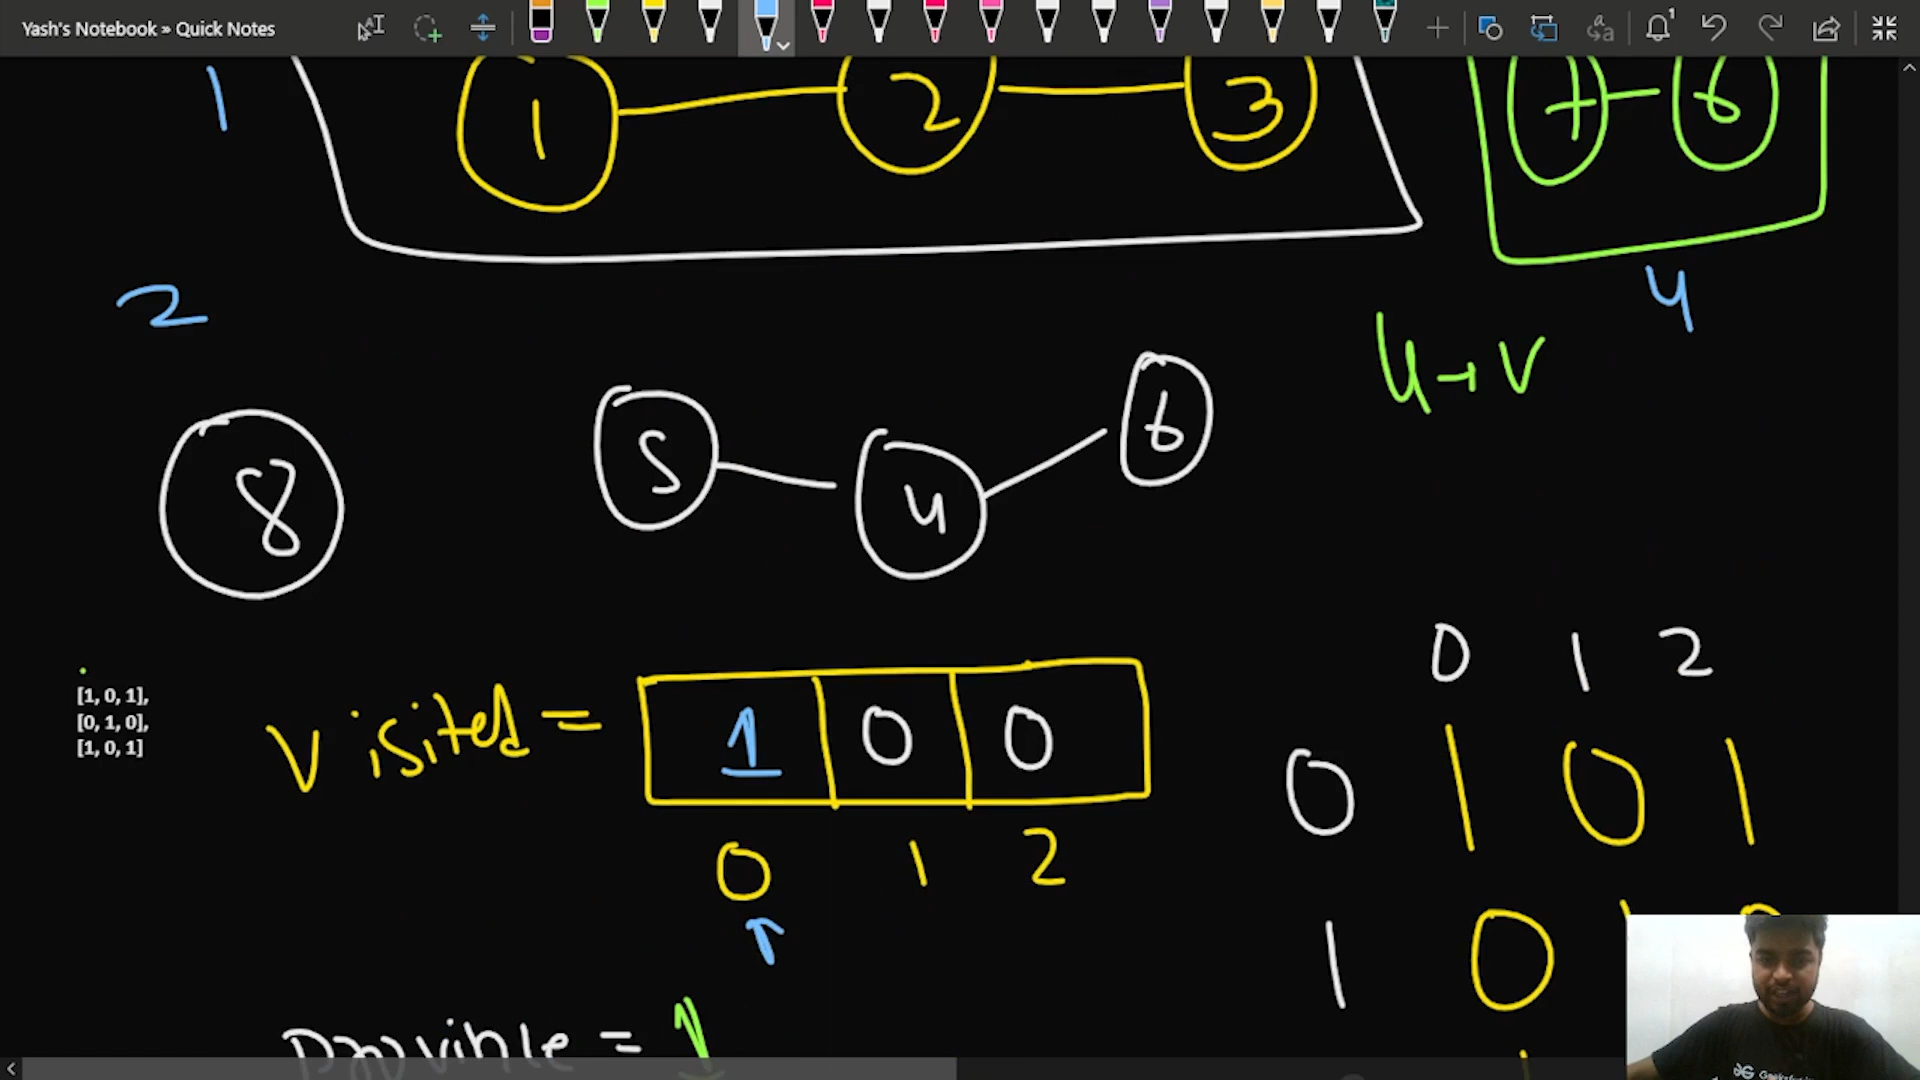 Yash's Notebook » Quick Notes
1
1 2 3 7 6
2
4
u→v
8 5 4 6
0 1 2
[1, 0, 1],
[0, 1, 0],
[1, 0, 1]
visited = 1 0 0
0 1 0 1
0 1 2
1 0
= 1